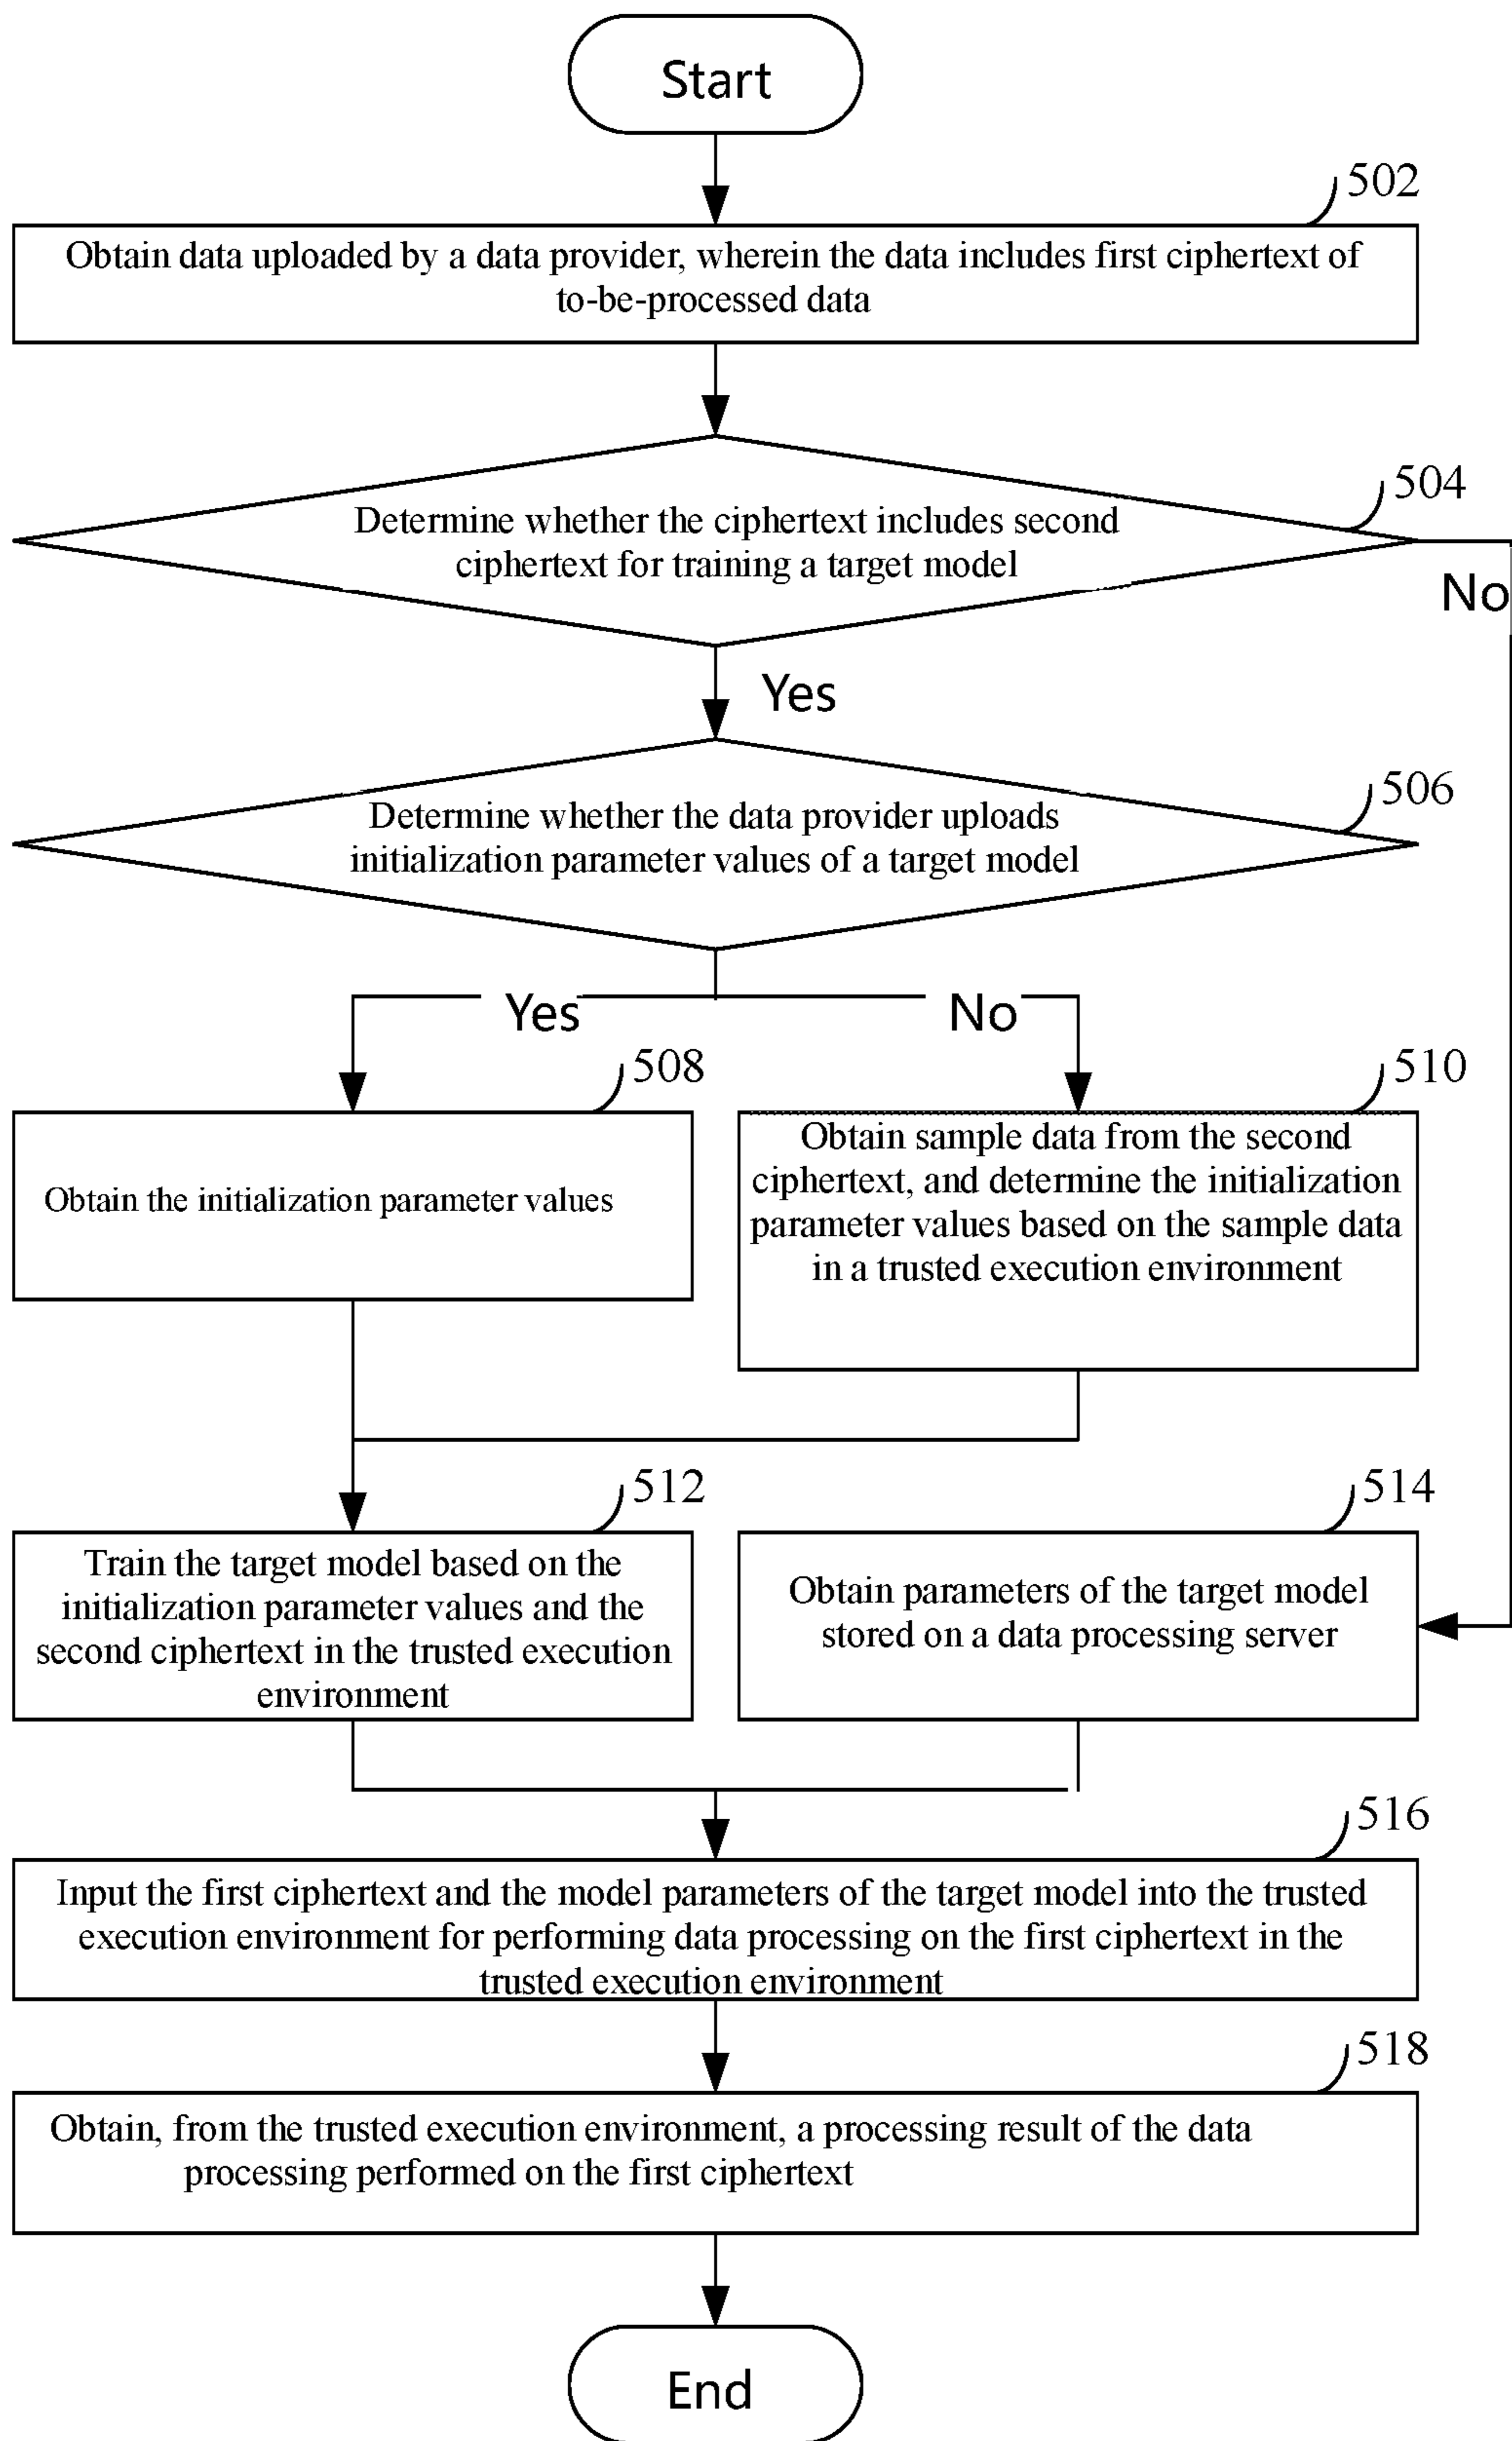 Start
502
Obtain data uploaded by a data provider, wherein the data includes first ciphertext of
to-be-processed data
504
Determine whether the ciphertext includes second
ciphertext for training a target model
No
Yes
506
Determine whether the data provider uploads
initialization parameter values of a target model
Yes
No
508
Obtain the initialization parameter values
510
Obtain sample data from the second
ciphertext, and determine the initialization
parameter values based on the sample data
in a trusted execution environment
512
Train the target model based on the
initialization parameter values and the
second ciphertext in the trusted execution
environment
514
Obtain parameters of the target model
stored on a data processing server
516
Input the first ciphertext and the model parameters of the target model into the trusted
execution environment for performing data processing on the first ciphertext in the
trusted execution environment
518
Obtain, from the trusted execution environment, a processing result of the data
processing performed on the first ciphertext
End